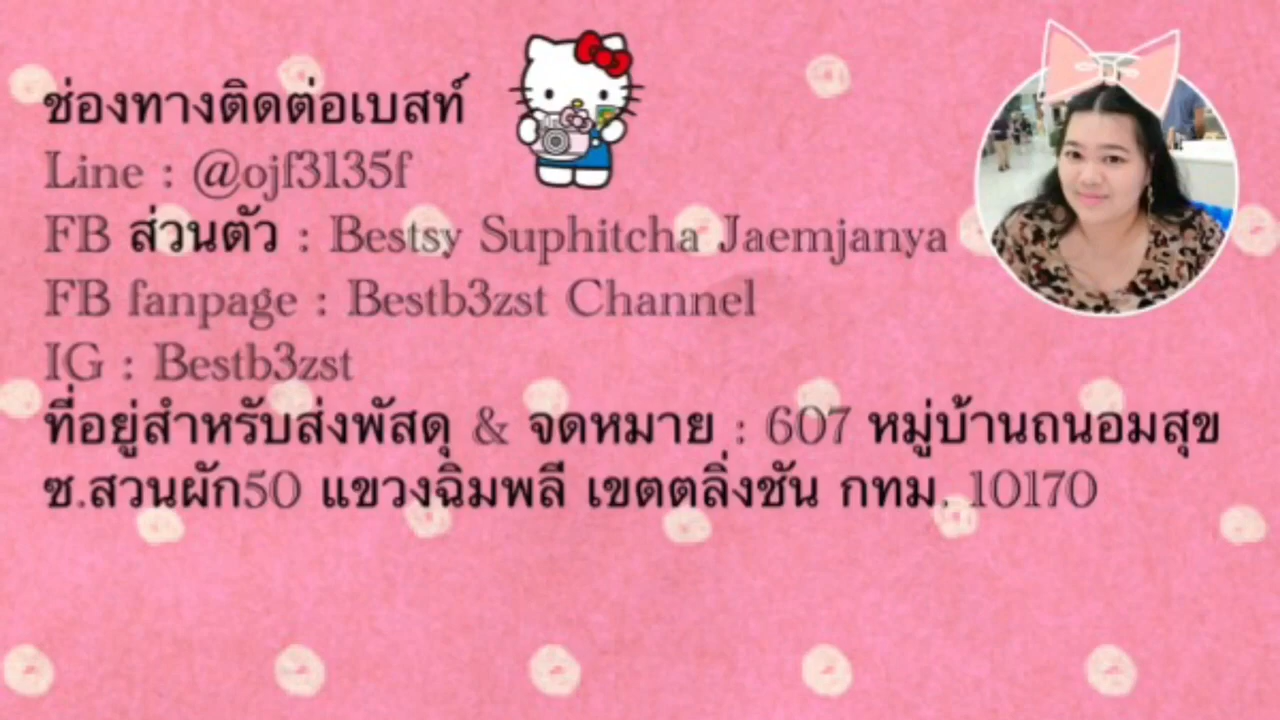 ช่องทางติดต่อเบสท์
Line : @ojf3135f
FB ส่วนตัว : Bestsy Suphitcha Jaemjanya
FB fanpage : Bestb3zst Channel
IG : Bestb3zst
ที่อยู่สำหรับส่งพัสดุ & จดหมาย : 607 หมู่บ้านถนอมสุข
ซ.สวนผัก50 แขวงฉิมพลี เขตตลิ่งชัน กทม. 10170